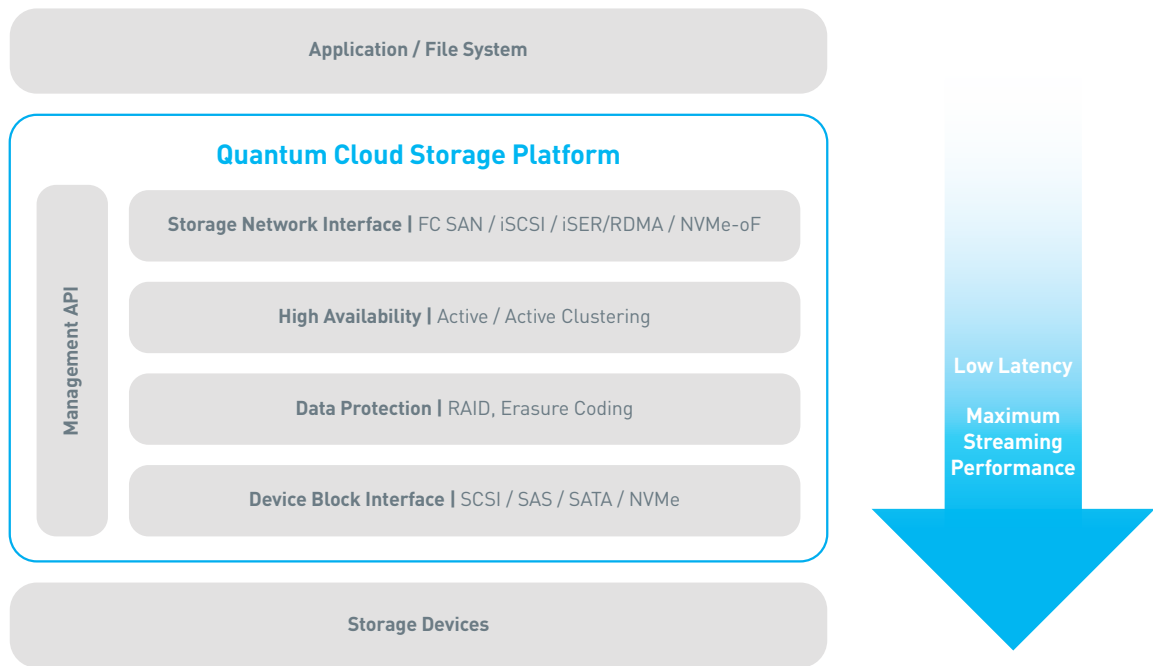 Application / File System
Quantum Cloud Storage Platform
Management API
Storage Network Interface | FC SAN / iSCSI / iSER/RDMA / NVMe-oF
High Availability | Active / Active Clustering
Data Protection | RAID, Erasure Coding
Device Block Interface | SCSI / SAS / SATA / NVMe
Storage Devices
Low Latency
Maximum
Streaming
Performance